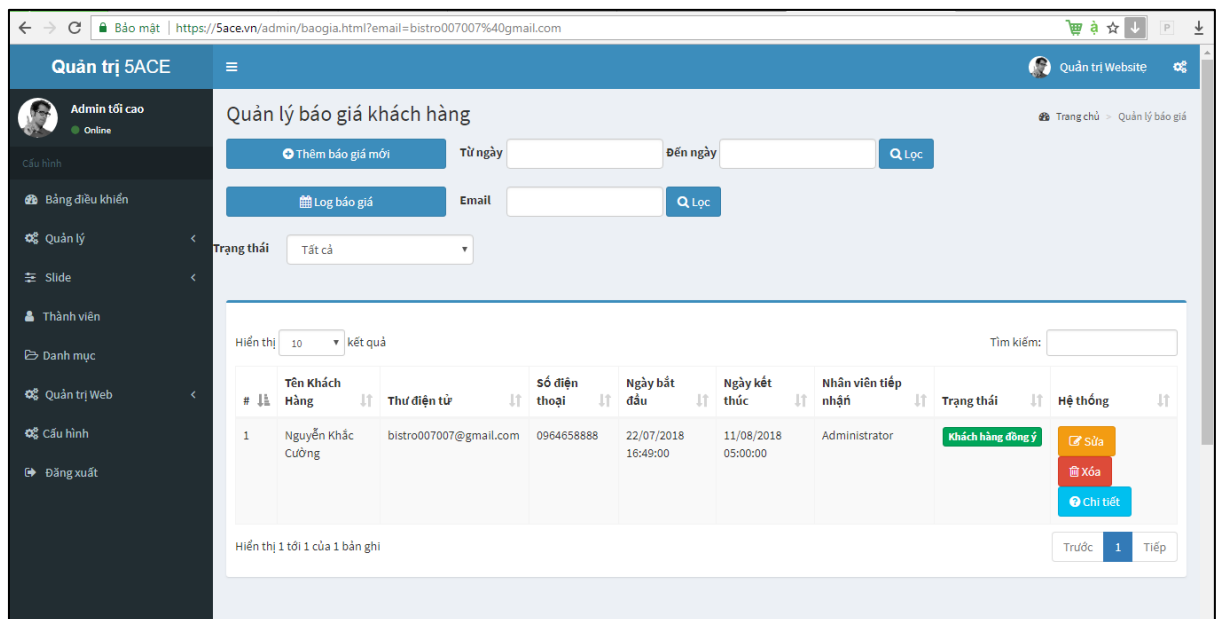 Bảo mật | https://5ace.vn/admin/baogia.html?email=bistro007007%40gmail.com
Quản trị 5ACE
Quản trị Website
Admin tối cao
Online
Cấu hình
Bảng điều khiển
Quản lý
Slide
Thành viên
Danh mục
Quản trị Web
Cấu hình
Đăng xuất
Quản lý báo giá khách hàng
Trang chủ > Quản lý báo giá
Thêm báo giá mới Từ ngày Đến ngày Lọc
Log báo giá Email Lọc
Trạng thái Tất cả
Hiển thị 10 kết quả Tìm kiếm:
# Tên Khách Hàng Thư điện tử Số điện thoại Ngày bắt đầu Ngày kết thúc Nhân viên tiếp nhận Trạng thái Hệ thống
1 Nguyễn Khắc Cường bistro007007@gmail.com 0964658888 22/07/2018 16:49:00 11/08/2018 05:00:00 Administrator Khách hàng đồng ý Sửa
Xóa
Chi tiết
Hiển thị 1 tới 1 của 1 bản ghi Trước 1 Tiếp